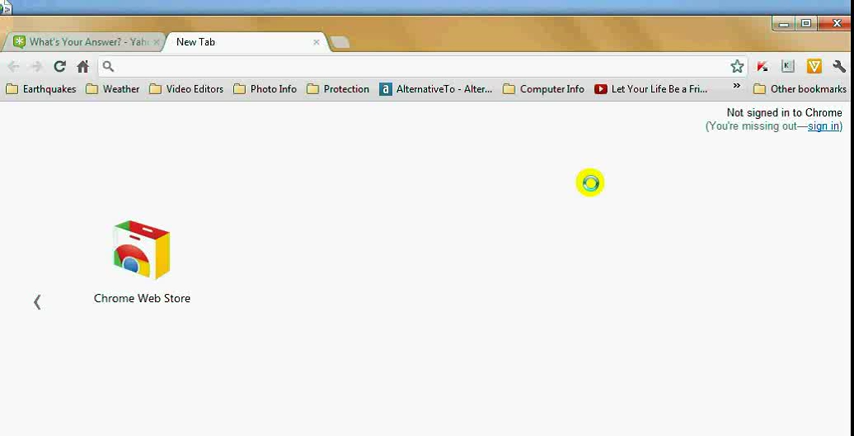 What's Your Answer? - Yaho
New Tab
Earthquakes
Weather
Video Editors
Photo Info
Protection
AlternativeTo - Alter...
Computer Info
Let Your Life Be a Fri...
»
Other bookmarks
Not signed in to Chrome
(You're missing out—sign in)
Chrome Web Store